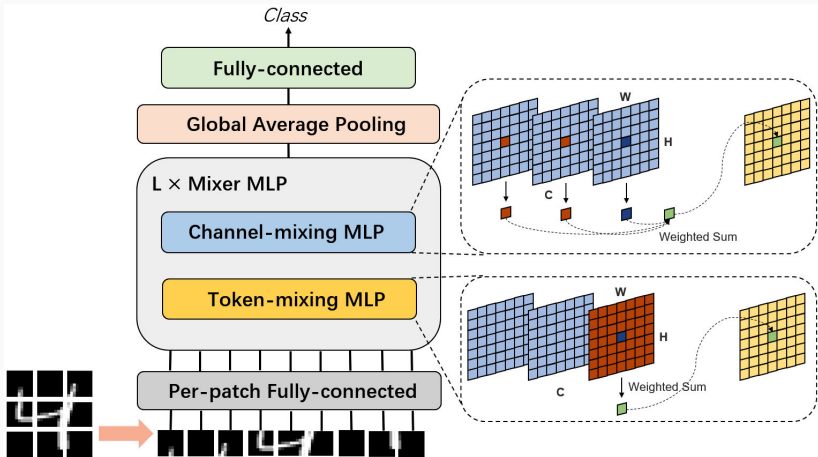 Class
Fully-connected
Global Average Pooling
L × Mixer MLP
Channel-mixing MLP
Token-mixing MLP
Per-patch Fully-connected
W
H
C
Weighted Sum
W
H
C
Weighted Sum